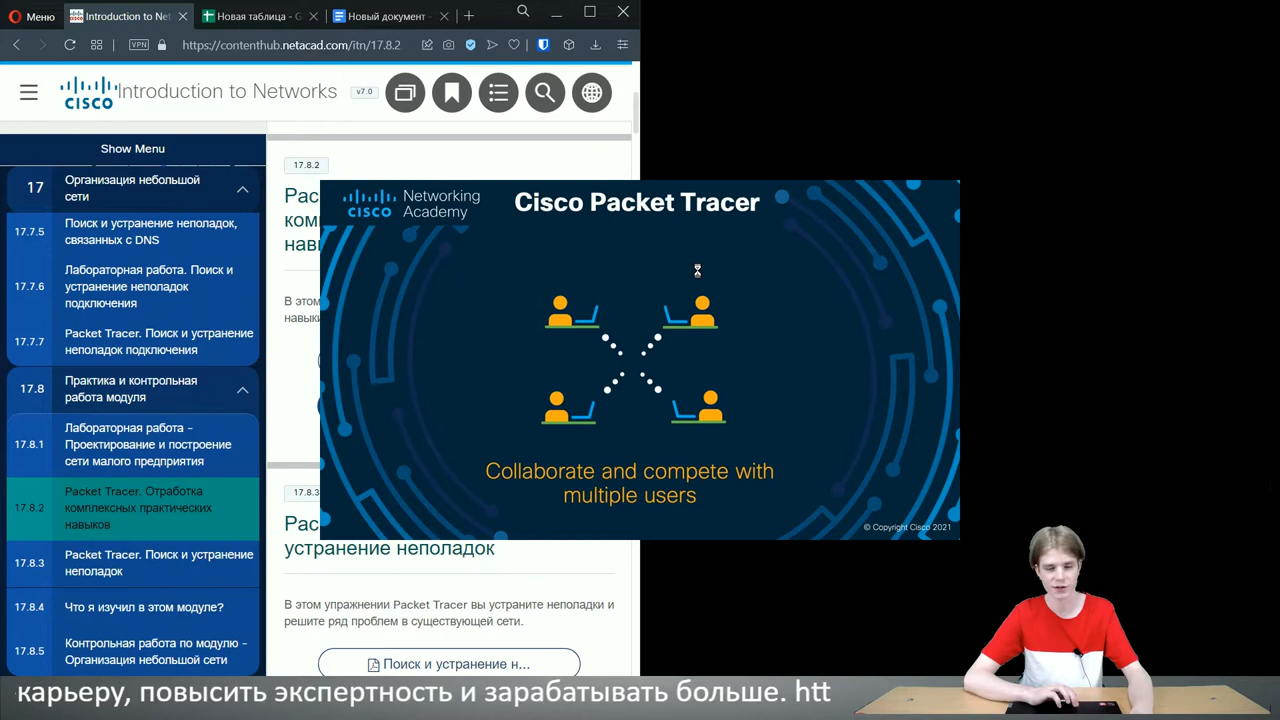 Меню
Introduction to Net
Новая таблица - G
Новый документ -
VPN
https://contenthub.netacad.com/itn/17.8.2
CISCO
Introduction to Networks
v7.0
Show Menu
17
Организация небольшой
сети
17.7.5
Поиск и устранение неполадок,
связанных с DNS
17.7.6
Лабораторная работа. Поиск и
устранение неполадок
подключения
17.7.7
Packet Tracer. Поиск и устранение
неполадок подключения
17.8
Практика и контрольная
работа модуля
17.8.1
Лабораторная работа -
Проектирование и построение
сети малого предприятия
17.8.2
Packet Tracer. Отработка
комплексных практических
навыков
17.8.3
Packet Tracer. Поиск и устранение
неполадок
17.8.4
Что я изучил в этом модуле?
17.8.5
Контрольная работа по модулю -
Организация небольшой сети
17.8.2
Pac
ком
нав
В этом
навыки
CISCO
Networking
Academy
Cisco Packet Tracer
Collaborate and compete with
multiple users
© Copyright Cisco 2021
17.8.3
Pac
устранение неполадок
В этом упражнении Packet Tracer вы устраните неполадки и
решите ряд проблем в существующей сети.
Поиск и устранение н...
карьеру, повысить экспертность и зарабатывать больше. htt